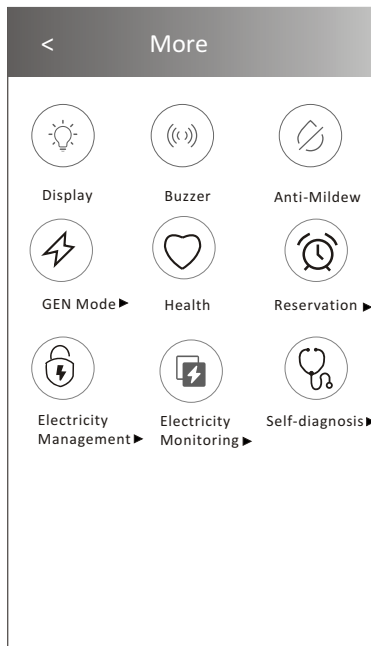 < More
Display Buzzer Anti-Mildew
GEN Mode► Health Reservation ►
Electricity Electricity Self-diagnosis►
Management► Monitoring ►